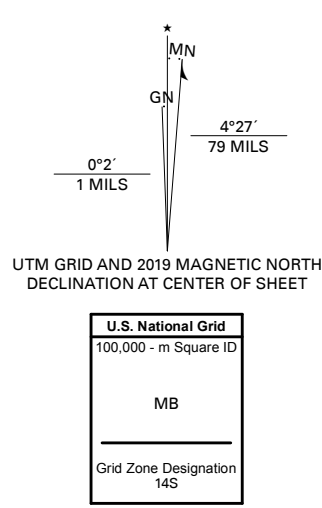 ★
MN
GN
4°27´
79 MILS
0°2´
1 MILS
UTM GRID AND 2019 MAGNETIC NORTH
DECLINATION AT CENTER OF SHEET
U.S. National Grid
100,000 - m Square ID
MB
Grid Zone Designation
14S